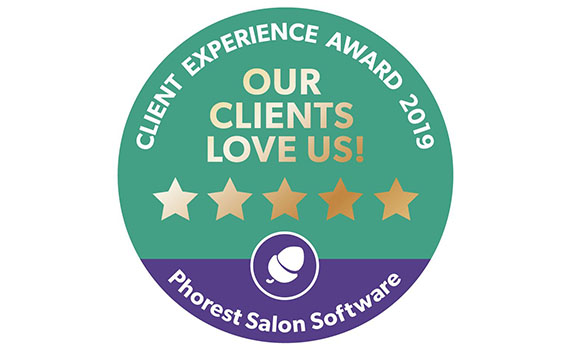 CLIENT EXPERIENCE AWARD 2019
OUR
CLIENTS
LOVE US!
Phorest Salon Software